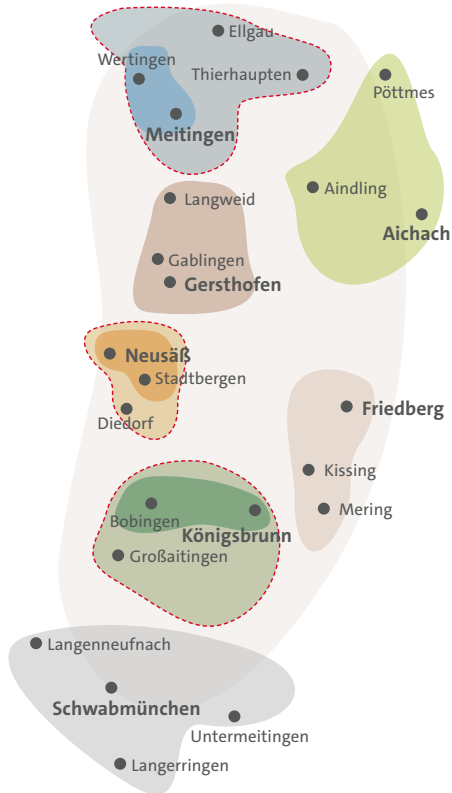 Ellgau
Wertingen
Thierhaupten
Pöttmes
Meitingen
Aindling
Langweid
Aichach
Gablingen
Gersthofen
Neusäß
Stadtbergen
Diedorf
Friedberg
Kissing
Mering
Bobingen
Königsbrunn
Großaitingen
Langenneufnach
Schwabmünchen
Untermeitingen
Langerringen